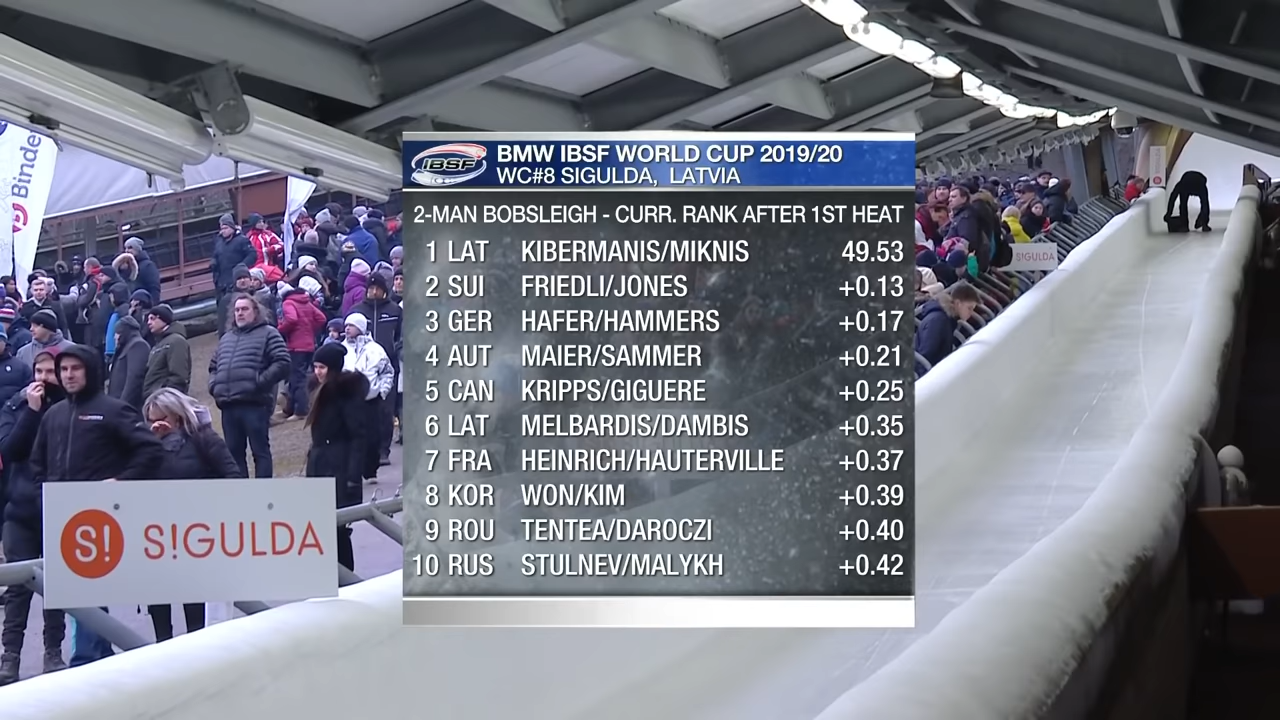 Binder
IBSF
BMW IBSF WORLD CUP 2019/20
WC#8 SIGULDA, LATVIA
2-MAN BOBSLEIGH - CURR. RANK AFTER 1ST HEAT
1 LAT KIBERMANIS/MIKNIS 49.53
2 SUI FRIEDLI/JONES +0.13
3 GER HAFER/HAMMERS +0.17
4 AUT MAIER/SAMMER +0.21
5 CAN KRIPPS/GIGUERE +0.25
6 LAT MELBARDIS/DAMBIS +0.35
7 FRA HEINRICH/HAUTERVILLE +0.37
8 KOR WON/KIM +0.39
9 ROU TENTEA/DAROCZI +0.40
10 RUS STULNEV/MALYKH +0.42
S!GULDA
S! S!GULDA